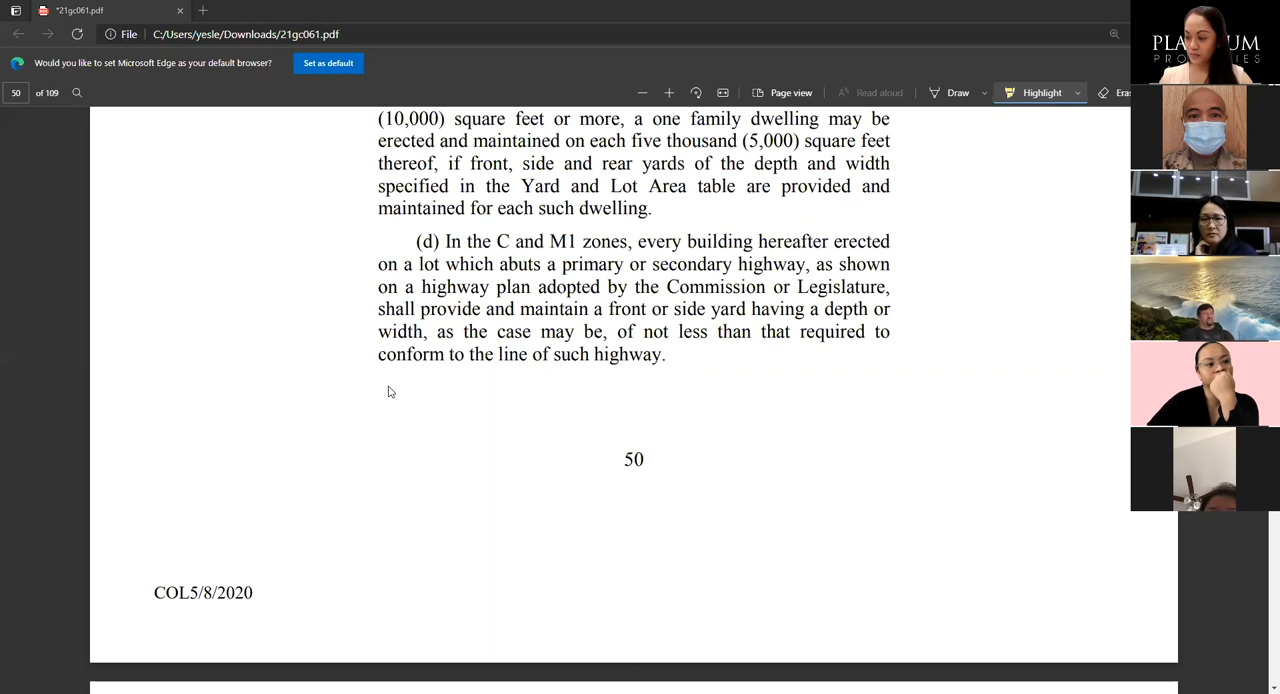 *21gc061.pdf
File C:/Users/yesle/Downloads/21gc061.pdf
Would you like to set Microsoft Edge as your default browser? Set as default
50 of 109 Page view Read aloud Draw Highlight
(10,000) square feet or more, a one family dwelling may be
erected and maintained on each five thousand (5,000) square feet
thereof, if front, side and rear yards of the depth and width
specified in the Yard and Lot Area table are provided and
maintained for each such dwelling.
(d) In the C and M1 zones, every building hereafter erected
on a lot which abuts a primary or secondary highway, as shown
on a highway plan adopted by the Commission or Legislature,
shall provide and maintain a front or side yard having a depth or
width, as the case may be, of not less than that required to
conform to the line of such highway.
50
COL5/8/2020